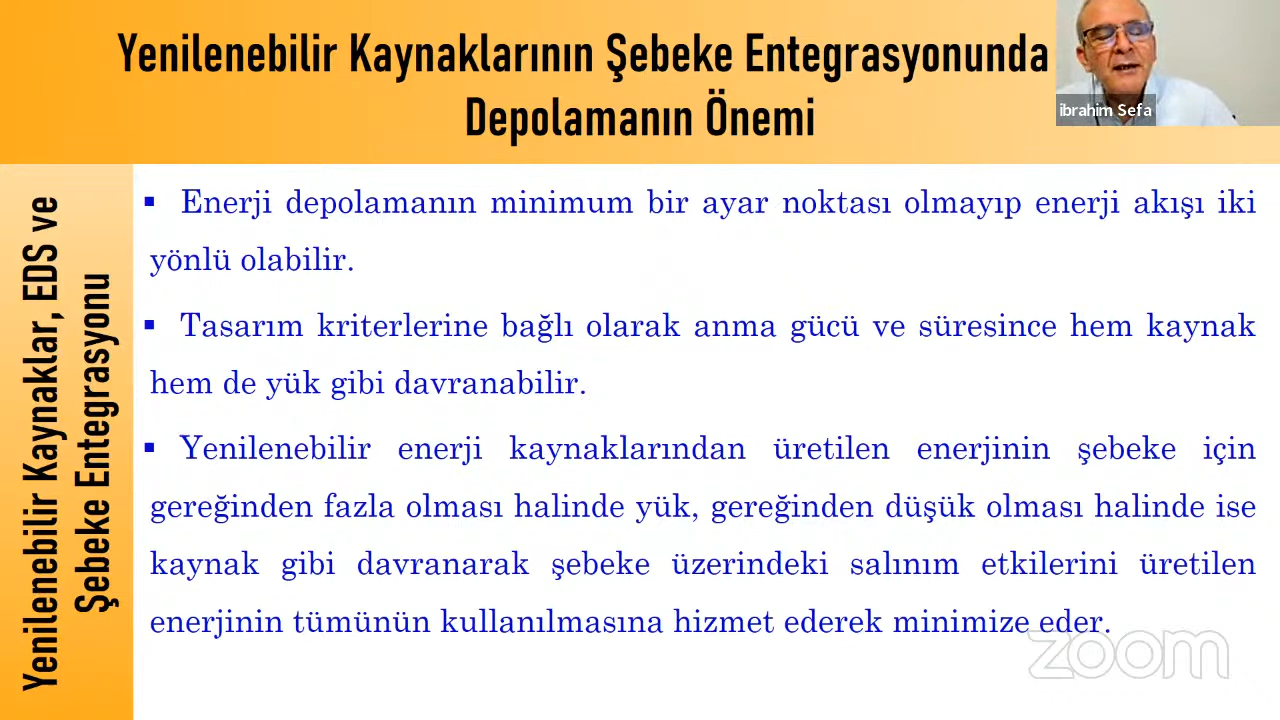 Yenilenebilir Kaynaklarının Şebeke Entegrasyonunda
Depolamanın Önemi
ibrahim Sefa
Yenilenebilir Kaynaklar, EDS ve
Şebeke Entegrasyonu
▪ Enerji depolamanın minimum bir ayar noktası olmayıp enerji akışı iki
yönlü olabilir.
▪ Tasarım kriterlerine bağlı olarak anma gücü ve süresince hem kaynak
hem de yük gibi davranabilir.
▪ Yenilenebilir enerji kaynaklarından üretilen enerjinin şebeke için
gereğinden fazla olması halinde yük, gereğinden düşük olması halinde ise
kaynak gibi davranarak şebeke üzerindeki salınım etkilerini üretilen
enerjinin tümünün kullanılmasına hizmet ederek minimize eder.
zoom